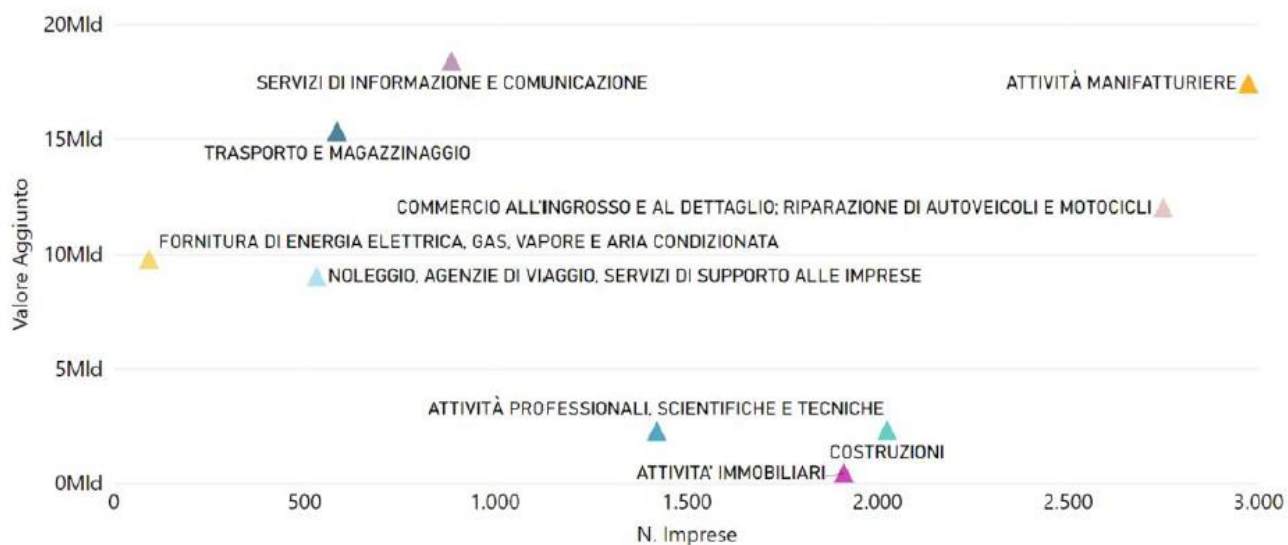 20Mld
SERVIZI DI INFORMAZIONE E COMUNICAZIONE
ATTIVITÀ MANIFATTURIERE
15Mld
TRASPORTO E MAGAZZINAGGIO
COMMERCIO ALL'INGROSSO E AL DETTAGLIO; RIPARAZIONE DI AUTOVEICOLI E MOTOCICLI
Valore Aggiunto
FORNITURA DI ENERGIA ELETTRICA, GAS, VAPORE E ARIA CONDIZIONATA
10Mld
NOLEGGIO, AGENZIE DI VIAGGIO, SERVIZI DI SUPPORTO ALLE IMPRESE
5Mld
ATTIVITÀ PROFESSIONALI, SCIENTIFICHE E TECNICHE
COSTRUZIONI
ATTIVITA' IMMOBILIARI
0Mld
0 500 1.000 1.500 2.000 2.500 3.000
N. Imprese